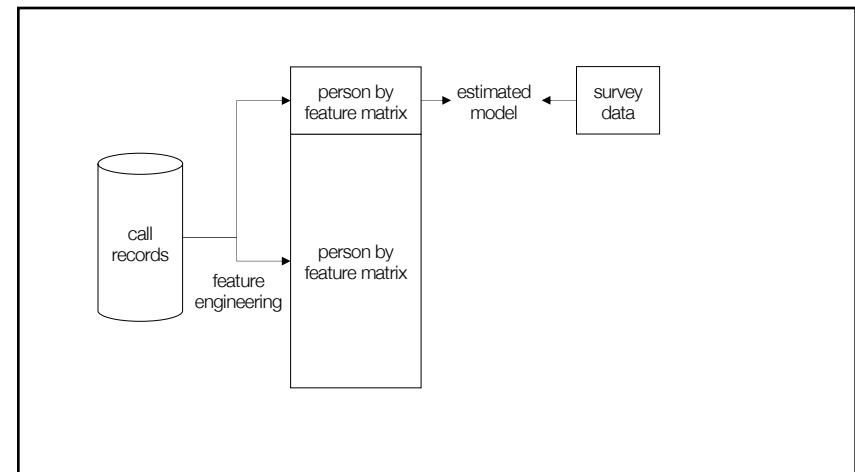 person by
feature matrix
estimated
model
survey
data
call
records
feature
engineering
person by
feature matrix